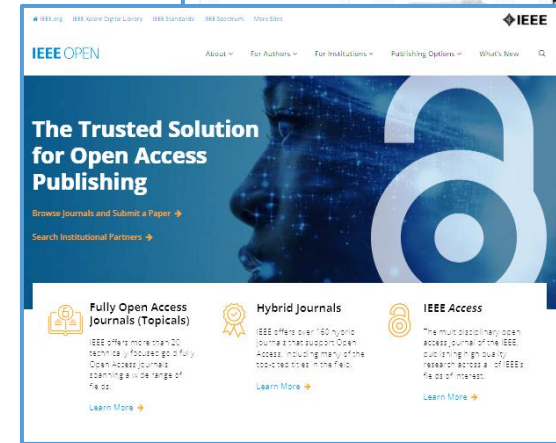 IEEE.org IEEE Xplore Digital Library IEEE Standards IEEE Spectrum More Sites
IEEE
IEEE OPEN
About For Authors For Institutions Publishing Options What's New
The Trusted Solution
for Open Access
Publishing
Browse Journals and Submit a Paper →
Search Institutional Partners →
Fully Open Access
Journals (Topicals)
IEEE offers more than 20
technically focused gold fully
Open Access journals
spanning a wide range of
fields.
Learn More →
Hybrid Journals
IEEE offers over 160 hybrid
journals that support Open
Access, including many of the
top-cited titles in the field.
Learn More →
IEEE Access
The multidisciplinary open
access journal of the IEEE,
publishing high quality
research across all of IEEE's
fields of interest.
Learn More →